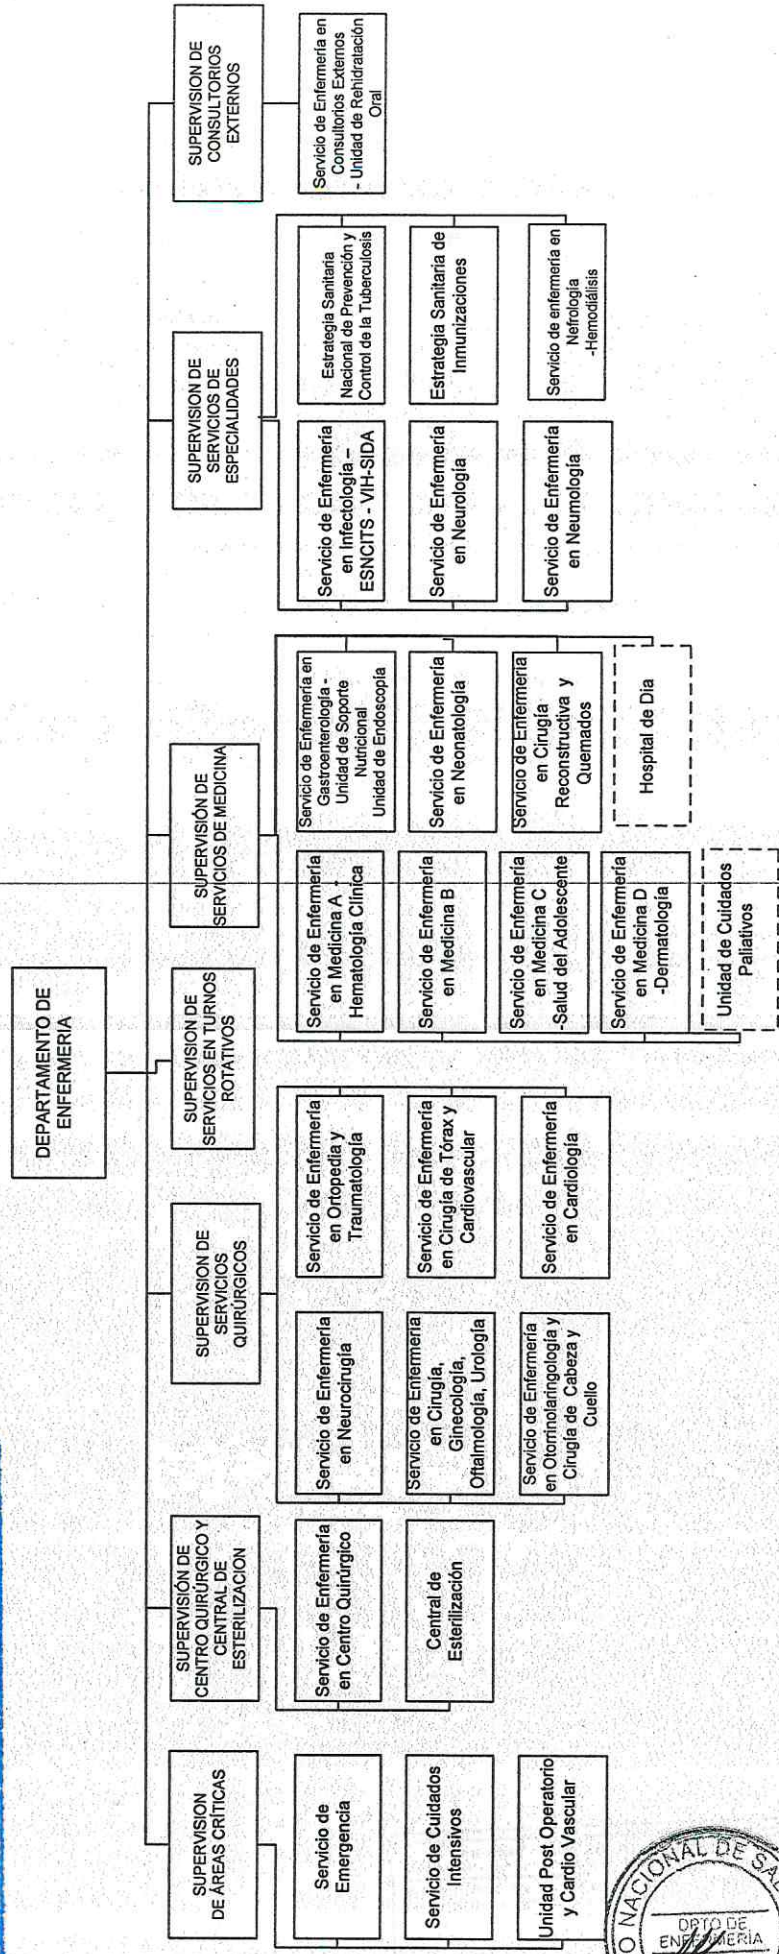 DEPARTAMENTO DE
ENFERMERIA
SUPERVISION
DE ÁREAS CRÍTICAS
SUPERVISIÓN DE
CENTRO QUIRÚRGICO Y
CENTRAL DE
ESTERILIZACION
SUPERVISION DE
SERVICIOS
QUIRÚRGICOS
SUPERVISION DE
SERVICIOS EN TURNOS
ROTATIVOS
SUPERVISIÓN DE
SERVICIOS DE MEDICINA
SUPERVISION DE
SERVICIOS DE
ESPECIALIDADES
SUPERVISION DE
CONSULTORIOS
EXTERNOS
Servicio de
Emergencia
Servicio de Cuidados
Intensivos
Unidad Post Operatorio
y Cardio Vascular
Servicio de Enfermería
en Centro Quirúrgico
Central de
Esterilización
Servicio de Enfermería
en Neurocirugía
Servicio de Enfermería
en Cirugía,
Ginecología,
Oftalmología, Urología
Servicio de Enfermería
en Otorrinolaringología y
Cirugía de Cabeza y
Cuello
Servicio de Enfermería
en Ortopedia y
Traumatología
Servicio de Enfermería
en Cirugía de Tórax y
Cardiovascular
Servicio de Enfermería
en Cardiología
Servicio de Enfermería
en Medicina A -
Hematología Clínica
Servicio de Enfermería
en Medicina B
Servicio de Enfermería
en Medicina C
-Salud del Adolescente
Servicio de Enfermería
en Medicina D
-Dermatología
Unidad de Cuidados
Paliativos
Servicio de Enfermería en
Gastroenterología -
Unidad de Soporte
Nutricional
Unidad de Endoscopía
Servicio de Enfermería
en Neonatología
Servicio de Enfermería
en Cirugía
Reconstructiva y
Quemados
Hospital de Dia
Servicio de Enfermería
en Infectología –
ESNCITS - VIH-SIDA
Servicio de Enfermería
en Neurología
Servicio de Enfermería
en Neumología
Estrategia Sanitaria
Nacional de Prevención y
Control de la Tuberculosis
Estrategia Sanitaria de
Inmunizaciones
Servicio de enfermería en
Nefrología
-Hemodiálisis
Servicio de Enfermería en
Consultorios Externos
- Unidad de Rehidratación
Oral
NACIONAL DE
DPTO DE
ENFERMERIA